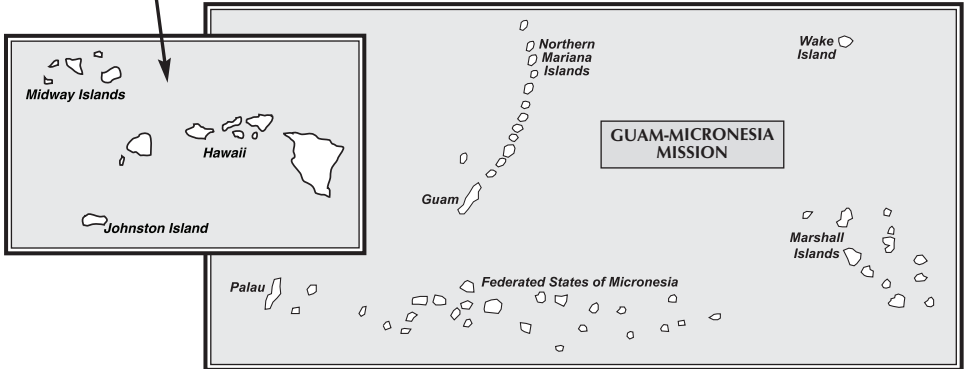 Northern
Mariana
Islands
Wake
Island
Midway Islands
GUAM-MICRONESIA
MISSION
Hawaii
Guam
Johnston Island
Marshall
Islands
Palau
Federated States of Micronesia